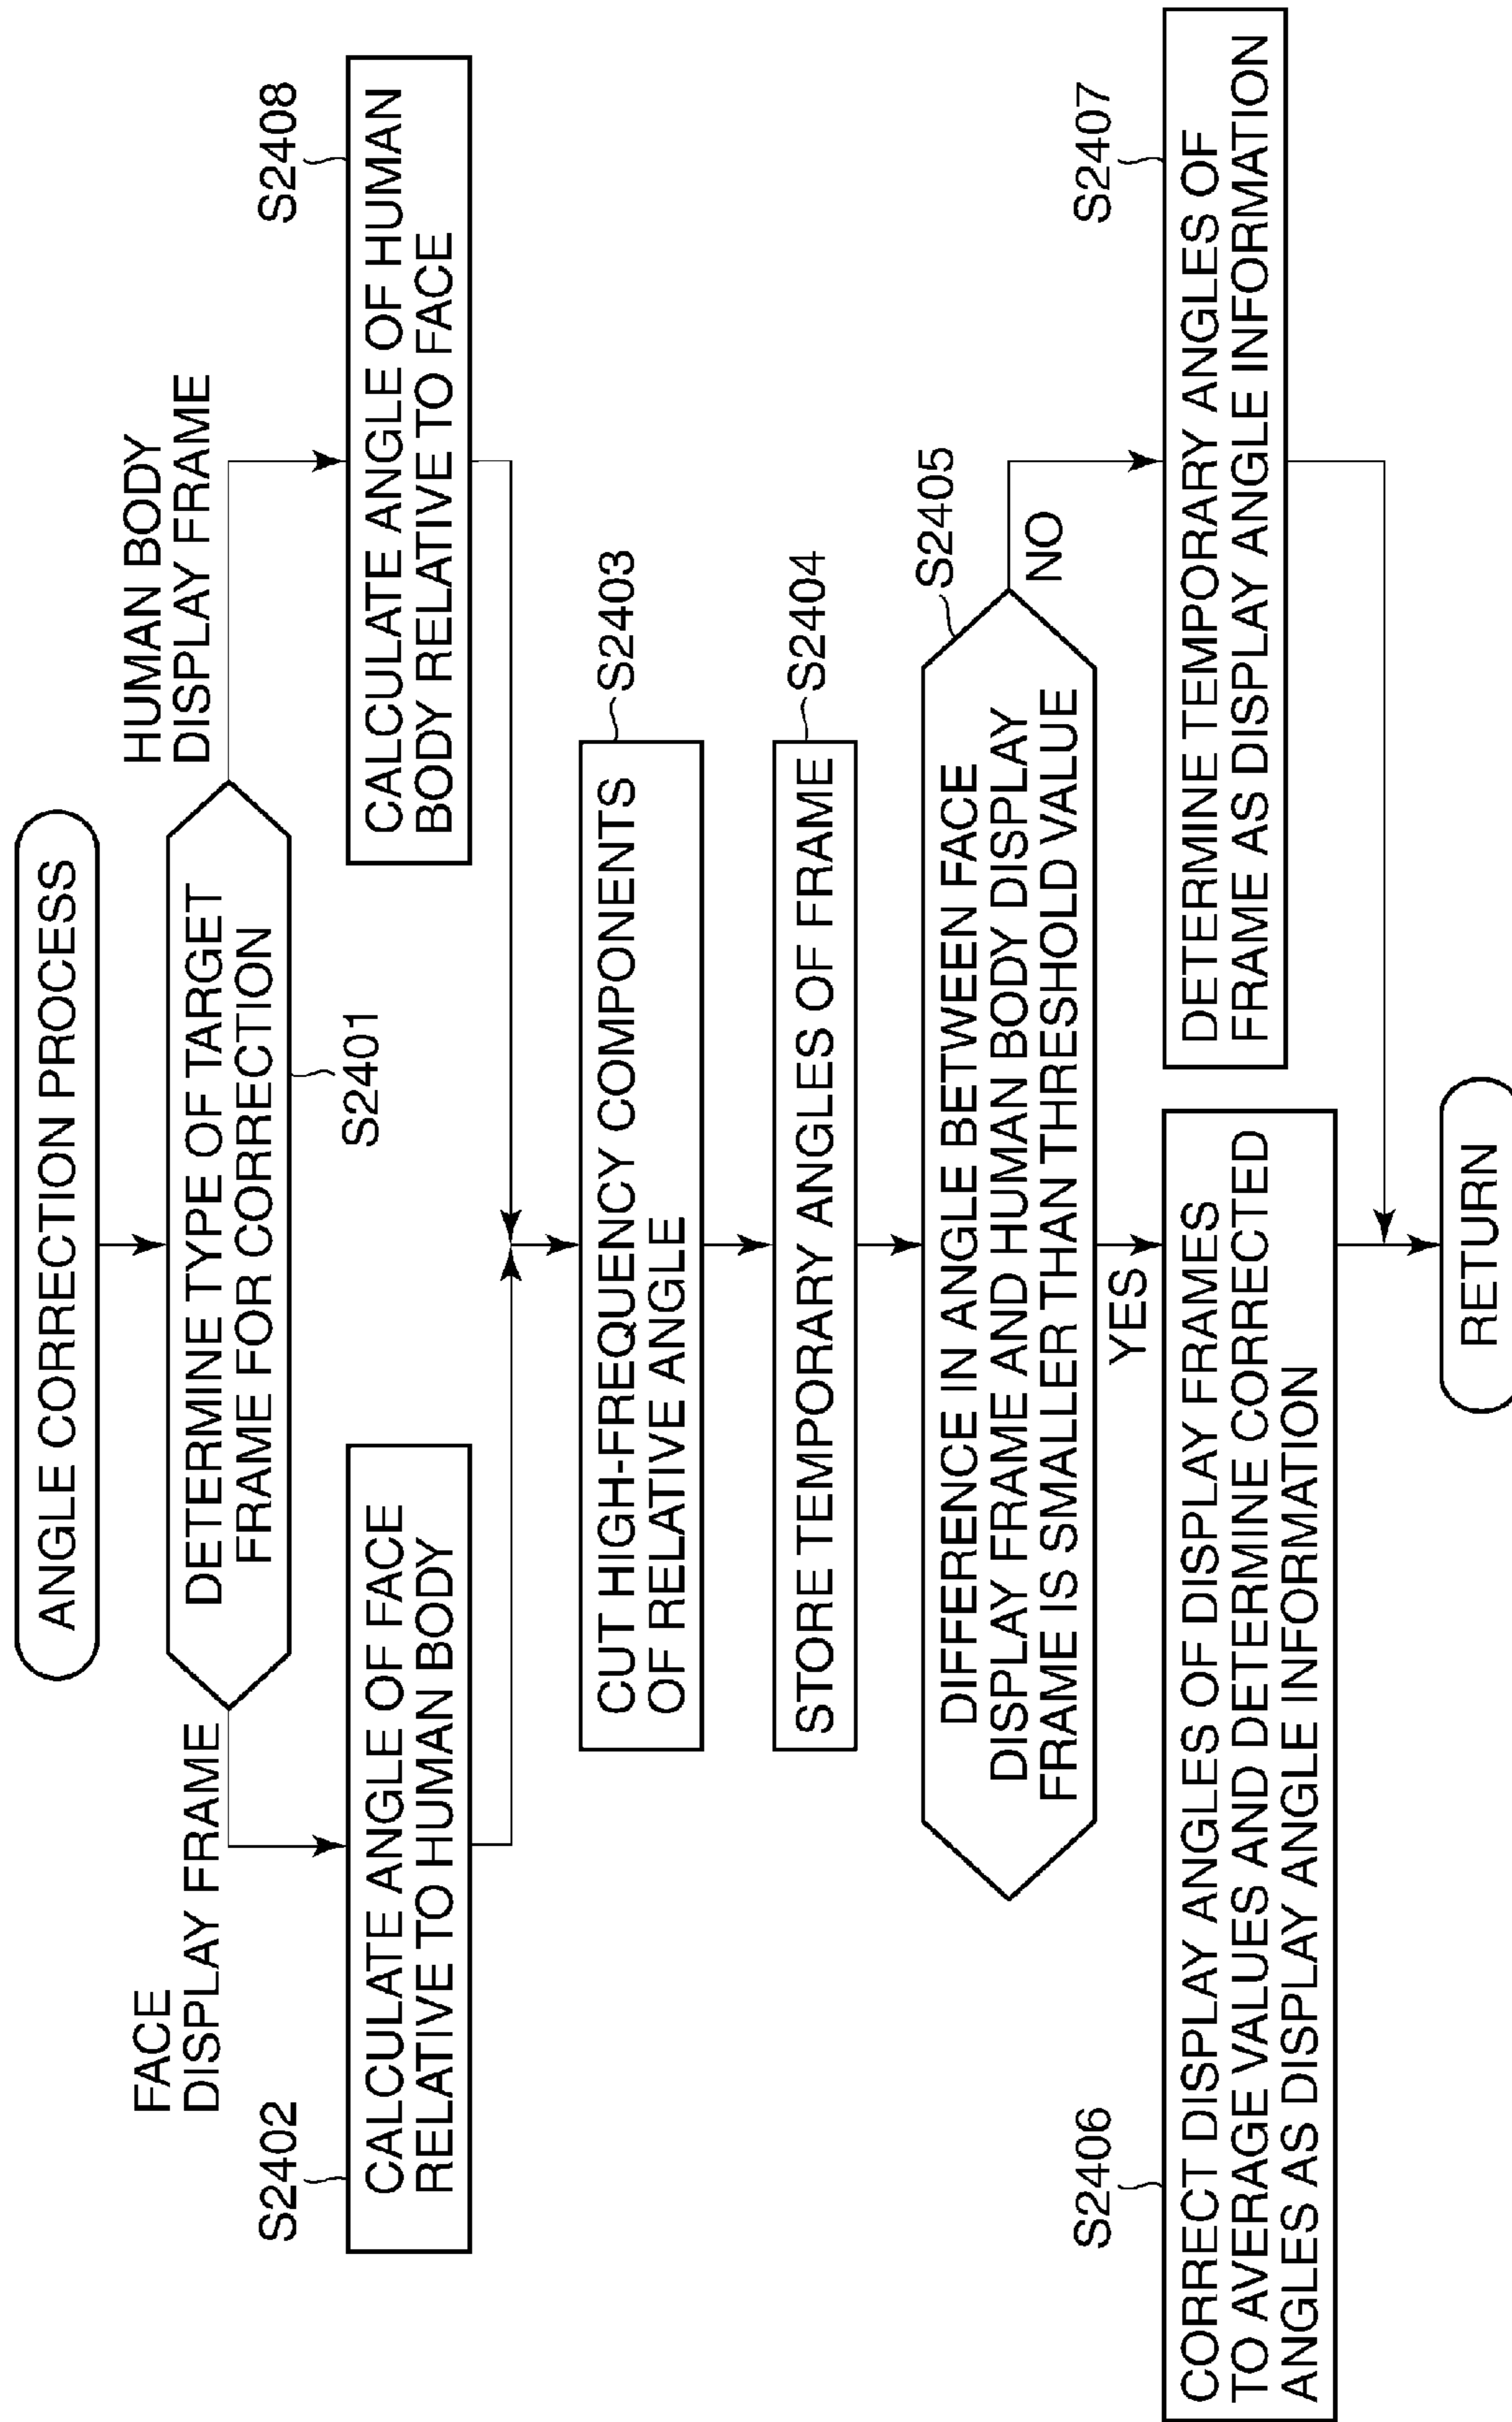 ANGLE CORRECTION PROCESS
DETERMINE TYPE OF TARGET
FRAME FOR CORRECTION
S2401
FACE
DISPLAY FRAME
HUMAN BODY
DISPLAY FRAME
S2402
CALCULATE ANGLE OF FACE
RELATIVE TO HUMAN BODY
S2408
CALCULATE ANGLE OF HUMAN
BODY RELATIVE TO FACE
S2403
CUT HIGH-FREQUENCY COMPONENTS
OF RELATIVE ANGLE
S2404
STORE TEMPORARY ANGLES OF FRAME
S2405
DIFFERENCE IN ANGLE BETWEEN FACE
DISPLAY FRAME AND HUMAN BODY DISPLAY
FRAME IS SMALLER THAN THRESHOLD VALUE
YES
NO
S2406
CORRECT DISPLAY ANGLES OF DISPLAY FRAMES
TO AVERAGE VALUES AND DETERMINE CORRECTED
ANGLES AS DISPLAY ANGLE INFORMATION
S2407
DETERMINE TEMPORARY ANGLES OF
FRAME AS DISPLAY ANGLE INFORMATION
RETURN